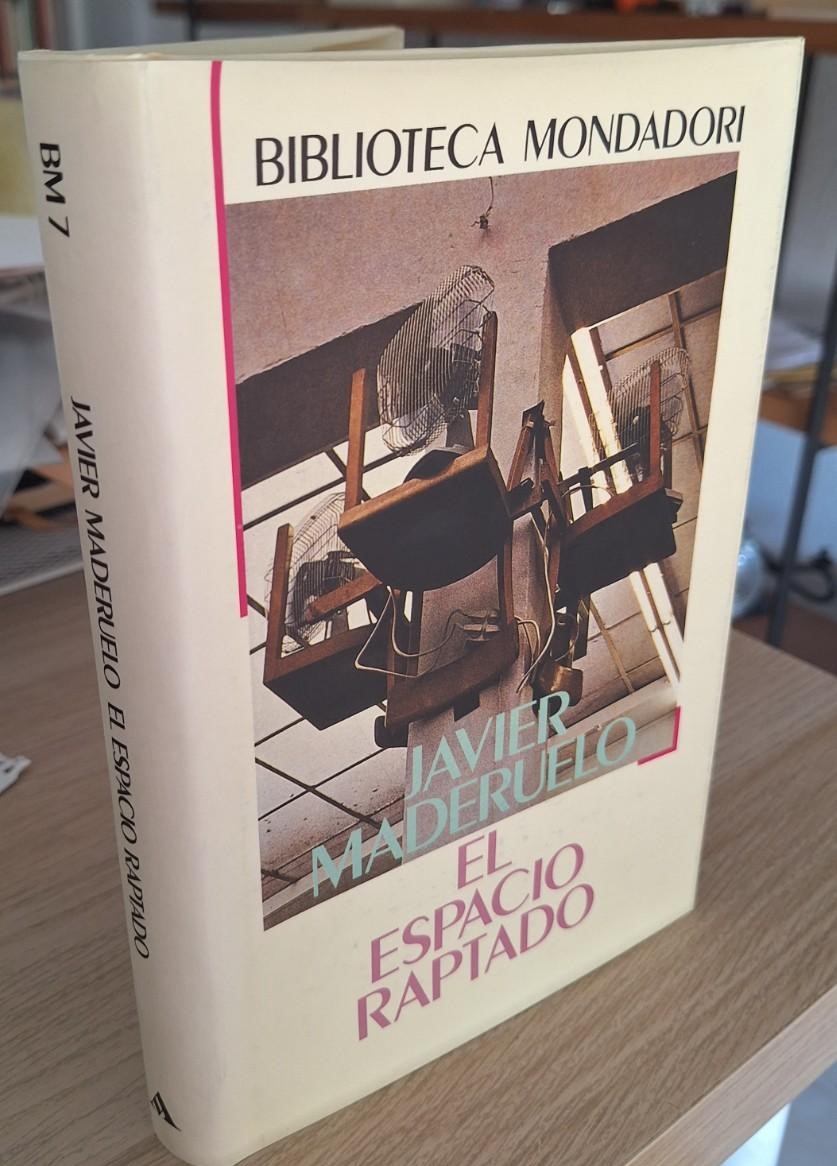 BM 7
JAVIER MADERUELO EL ESPACIO RAPTADO
BIBLIOTECA MONDADORI
JAVIER
MADERUELO
EL
ESPACIO
RAPTADO